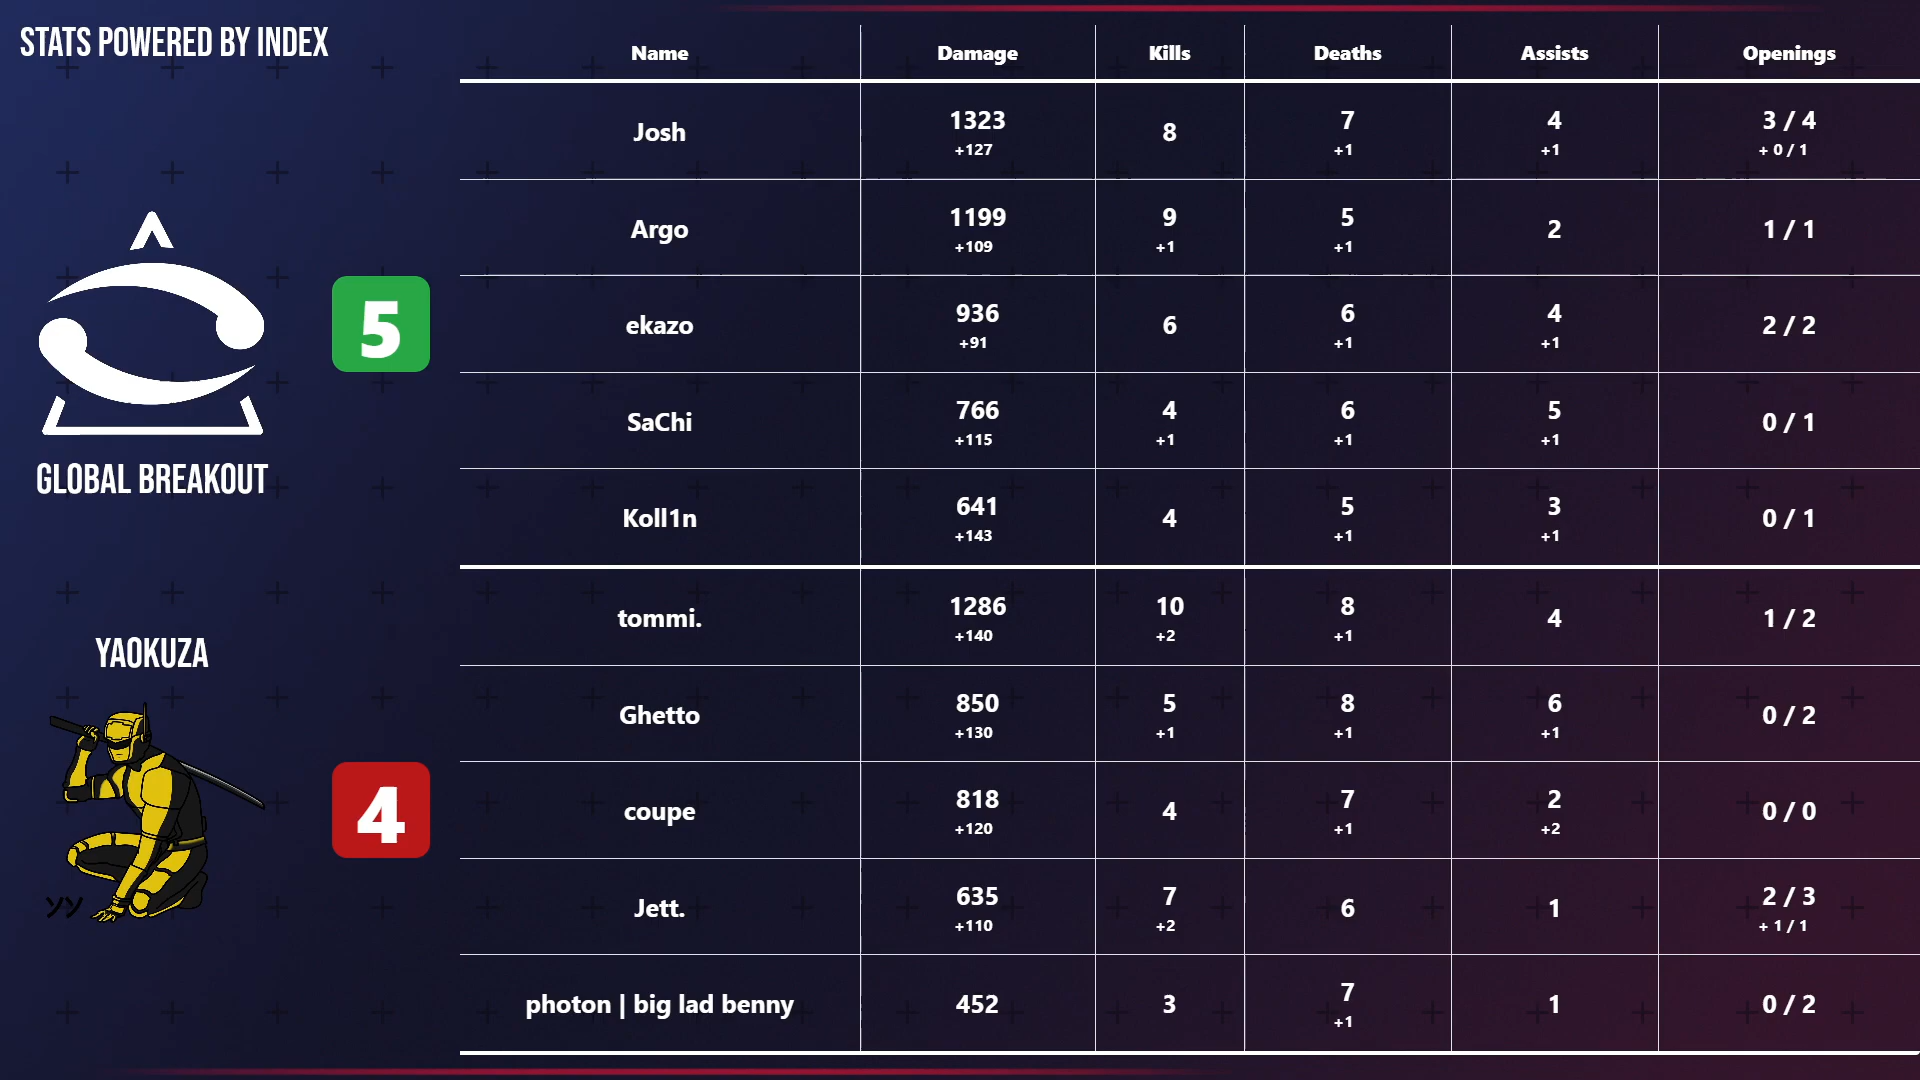 STATS POWERED BY INDEX
Name Damage Kills Deaths Assists Openings
Josh 1323 8 7 4 3 / 4
+127 +1 +1 + 0 / 1
Argo 1199 9 5 2 1 / 1
+109 +1 +1
ekazo 936 6 6 4 2 / 2
+91 +1 +1
SaChi 766 4 6 5 0 / 1
+115 +1 +1 +1
Koll1n 641 4 5 3 0 / 1
+143 +1 +1
5
GLOBAL BREAKOUT
YAOKUZA
tommi. 1286 10 8 4 1 / 2
+140 +2 +1
Ghetto 850 5 8 6 0 / 2
+130 +1 +1 +1
coupe 818 4 7 2 0 / 0
+120 +1 +2
4
Jett. 635 7 6 1 2 / 3
+110 +2 + 1 / 1
ソソ
photon | big lad benny 452 3 7 1 0 / 2
+1